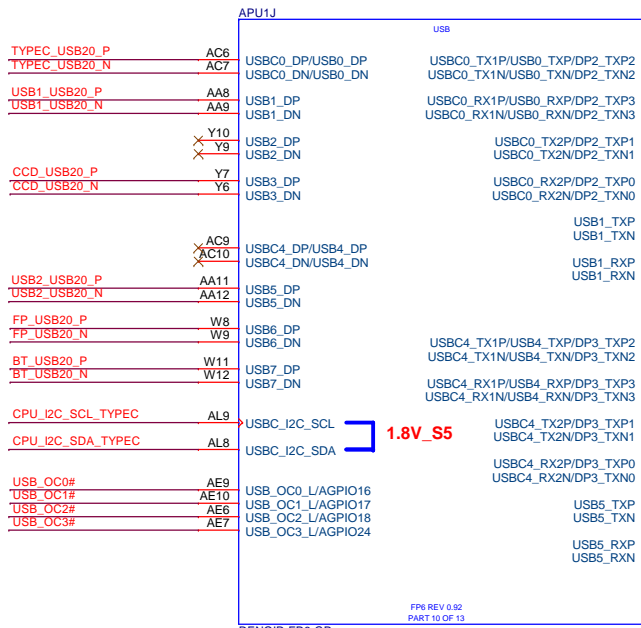 APU1J
USB
TYPEC_USB20_P AC6 USBC0_DP/USB0_DP USBC0_TX1P/USB0_TXP/DP2_TXP2
TYPEC_USB20_N AC7 USBC0_DN/USB0_DN USBC0_TX1N/USB0_TXN/DP2_TXN2
USB1_USB20_P AA8 USB1_DP USBC0_RX1P/USB0_RXP/DP2_TXP3
USB1_USB20_N AA9 USB1_DN USBC0_RX1N/USB0_RXN/DP2_TXN3
Y10 USB2_DP USBC0_TX2P/DP2_TXP1
Y9 USB2_DN USBC0_TX2N/DP2_TXN1
CCD_USB20_P Y7 USB3_DP USBC0_RX2P/DP2_TXP0
CCD_USB20_N Y6 USB3_DN USBC0_RX2N/DP2_TXN0
USB1_TXP
USB1_TXN
AC9 USBC4_DP/USB4_DP
AC10 USBC4_DN/USB4_DN USB1_RXP
USB1_RXN
USB2_USB20_P AA11 USB5_DP
USB2_USB20_N AA12 USB5_DN
FP_USB20_P W8 USB6_DP
FP_USB20_N W9 USB6_DN USBC4_TX1P/USB4_TXP/DP3_TXP2
USBC4_TX1N/USB4_TXN/DP3_TXN2
BT_USB20_P W11 USB7_DP USBC4_RX1P/USB4_RXP/DP3_TXP3
BT_USB20_N W12 USB7_DN USBC4_RX1N/USB4_RXN/DP3_TXN3
CPU_I2C_SCL_TYPEC AL9 USBC_I2C_SCL USBC4_TX2P/DP3_TXP1
1.8V_S5 USBC4_TX2N/DP3_TXN1
CPU_I2C_SDA_TYPEC AL8 USBC_I2C_SDA
USBC4_RX2P/DP3_TXP0
USBC4_RX2N/DP3_TXN0
USB_OC0# AE9 USB_OC0_L/AGPIO16
USB_OC1# AE10 USB_OC1_L/AGPIO17 USB5_TXP
USB_OC2# AE6 USB_OC2_L/AGPIO18 USB5_TXN
USB_OC3# AE7 USB_OC3_L/AGPIO24
USB5_RXP
USB5_RXN
FP6 REV 0.92
PART 10 OF 13